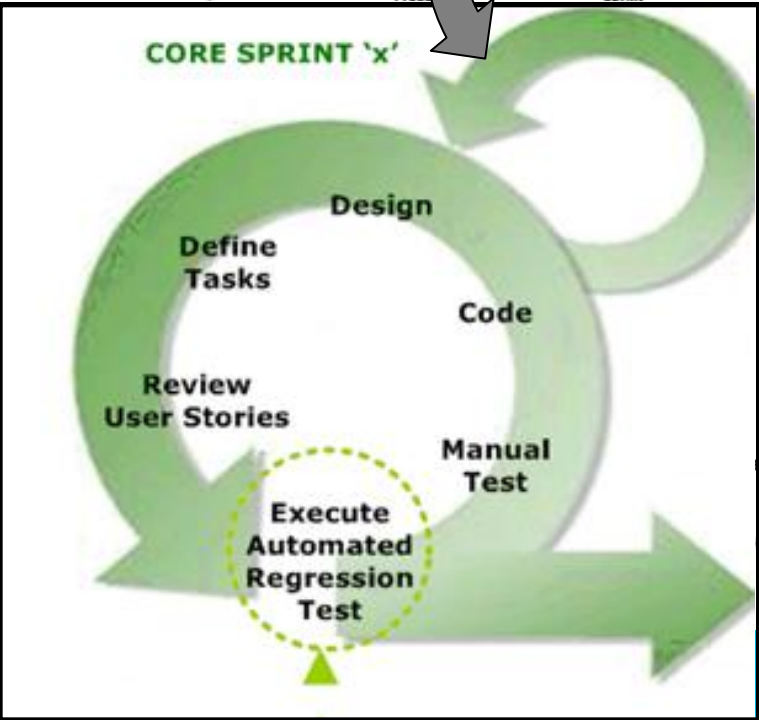 CORE SPRINT ‘x’
Design
Define
Tasks
Code
Review
User Stories
Manual
Test
Execute
Automated
Regression
Test